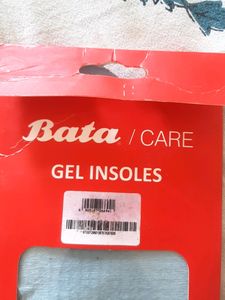 Bata / CARE
GEL INSOLES